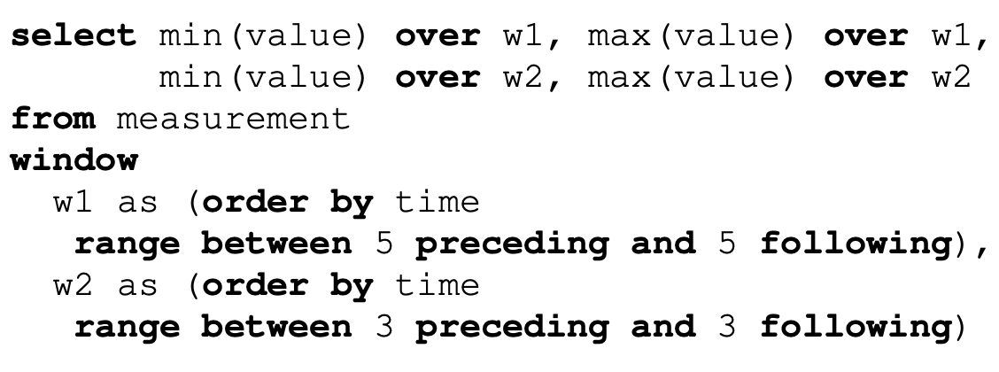 select min(value) over w1, max(value) over w1,
min(value) over w2, max(value) over w2
from measurement
window
w1 as (order by time
range between 5 preceding and 5 following),
w2 as (order by time
range between 3 preceding and 3 following)